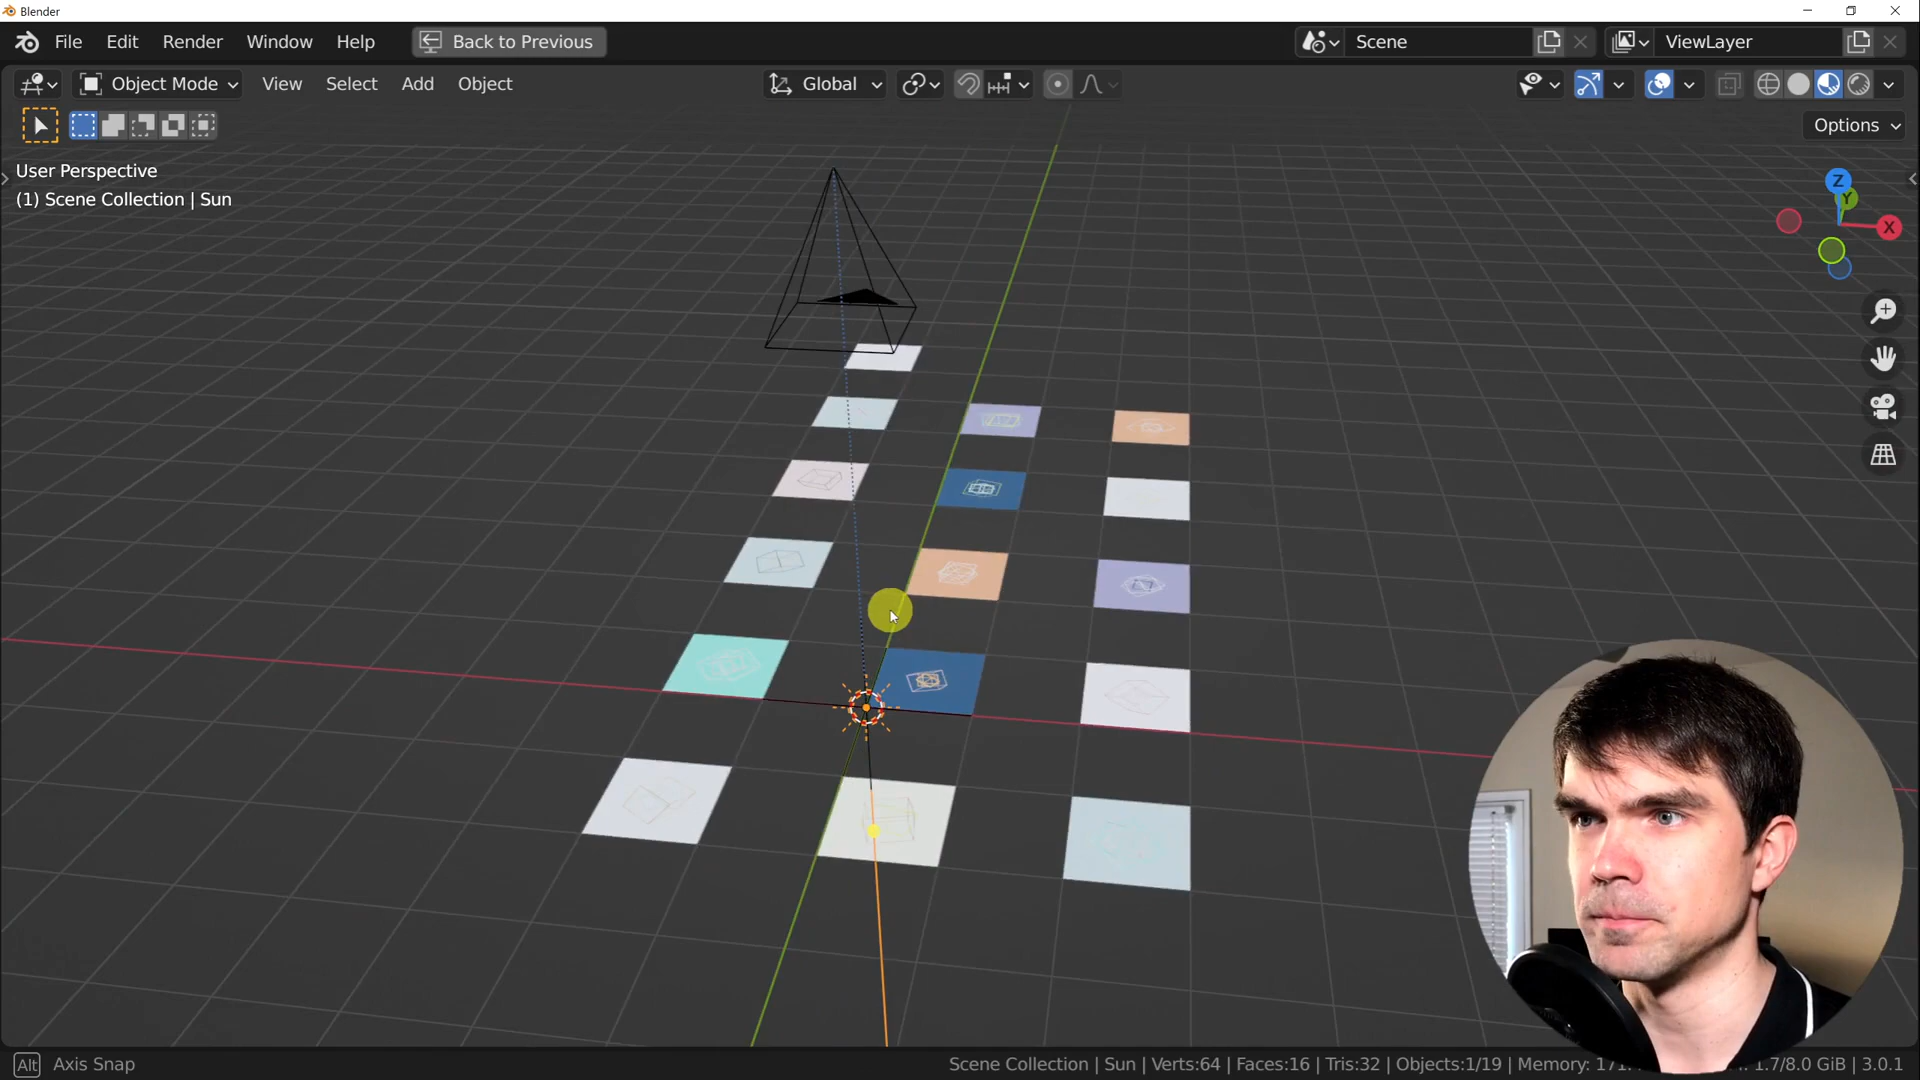 Blender
File Edit Render Window Help Back to Previous Scene ViewLayer
Object Mode View Select Add Object Global
Options
User Perspective
(1) Scene Collection | Sun
Z
Y
X
Alt Axis Snap Scene Collection | Sun | Verts:64 | Faces:16 | Tris:32 | Objects:1/19 | Memory: 1.7/8.0 GiB | 3.0.1